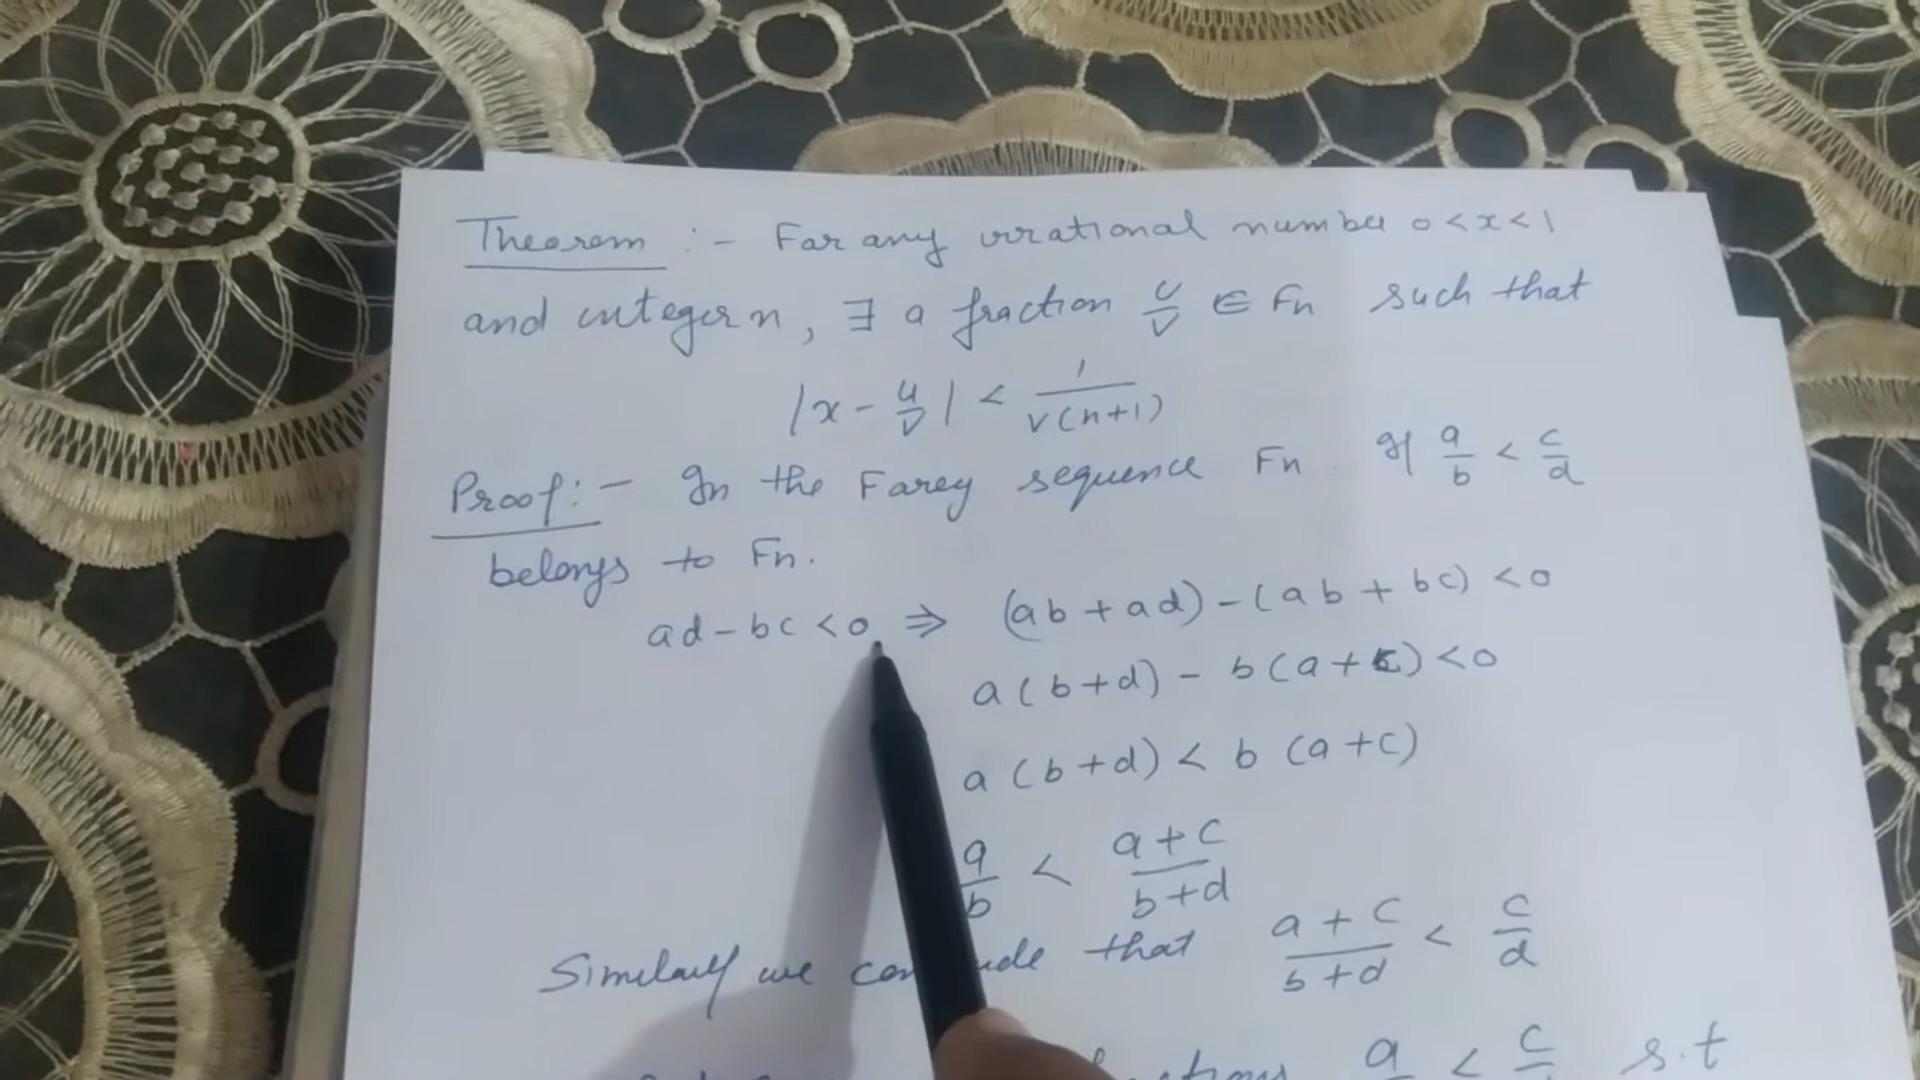 Theorem :- For any irrational number 0<x<1
and integer n, ∃ a fraction u/v ∈ Fn such that
|x - u/v| < 1/v(n+1)
Proof:- In the Farey sequence Fn If a/b < c/d
belongs to Fn.
ad-bc <0 ⇒ (ab+ad)-(ab+bc) <0
a(b+d) - b(a+c) <0
a(b+d) < b(a+c)
a/b < a+c/b+d
Similarly we that a+c/b+d < c/d
a < c s.t